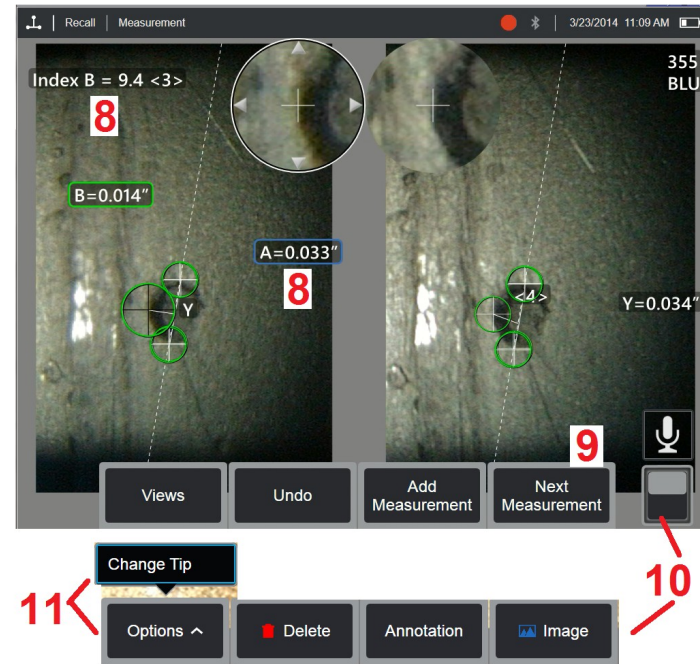 Recall | Measurement
3/23/2014 11:09 AM
Index B = 9.4 <3>
355
BLU
8
B=0.014"
A=0.033"
8
Y
<4>
Y=0.034"
9
Views
Undo
Add
Measurement
Next
Measurement
Change Tip
10
11
Options
Delete
Annotation
Image